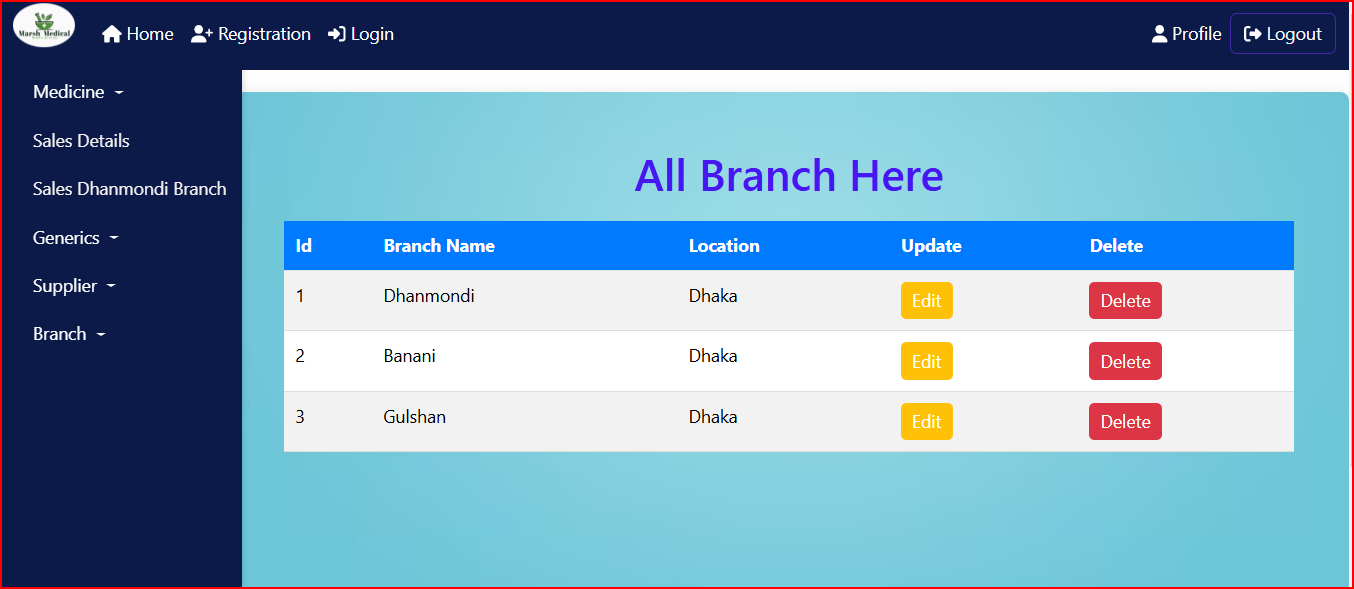 Marsh Medical
Home Registration Login Profile Logout
Medicine
Sales Details
Sales Dhanmondi Branch
Generics
Supplier
Branch
All Branch Here
Id Branch Name Location Update Delete
1 Dhanmondi Dhaka Edit Delete
2 Banani Dhaka Edit Delete
3 Gulshan Dhaka Edit Delete